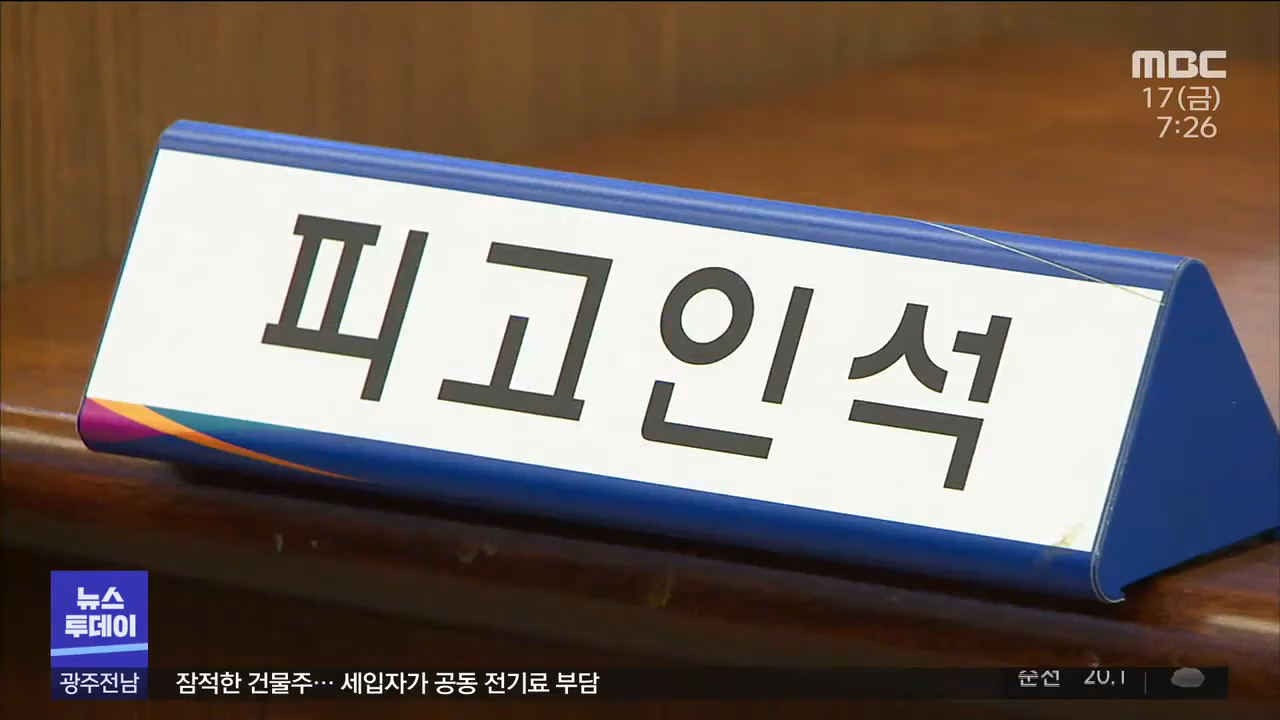 MBC
17(금)
7:26
피고인석
뉴스
투데이
광주전남
잠적한 건물주… 세입자가 공동 전기료 부담
순천 20.1